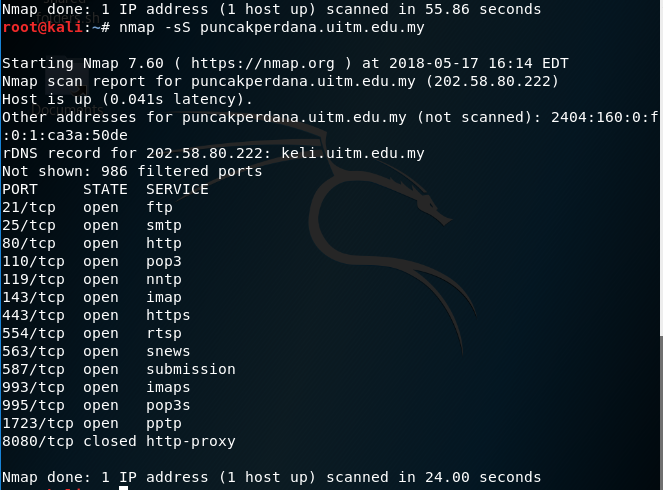 Nmap done: 1 IP address (1 host up) scanned in 55.86 seconds
root@kali:~# nmap -sS puncakperdana.uitm.edu.my
Starting Nmap 7.60 ( https://nmap.org ) at 2018-05-17 16:14 EDT
Nmap scan report for puncakperdana.uitm.edu.my (202.58.80.222)
Host is up (0.041s latency).
Other addresses for puncakperdana.uitm.edu.my (not scanned): 2404:160:0:f
:0:1:ca3a:50de
rDNS record for 202.58.80.222: keli.uitm.edu.my
Not shown: 986 filtered ports
PORT     STATE  SERVICE
21/tcp   open   ftp
25/tcp   open   smtp
80/tcp   open   http
110/tcp  open   pop3
119/tcp  open   nntp
143/tcp  open   imap
443/tcp  open   https
554/tcp  open   rtsp
563/tcp  open   snews
587/tcp  open   submission
993/tcp  open   imaps
995/tcp  open   pop3s
1723/tcp open   pptp
8080/tcp closed http-proxy
Nmap done: 1 IP address (1 host up) scanned in 24.00 seconds